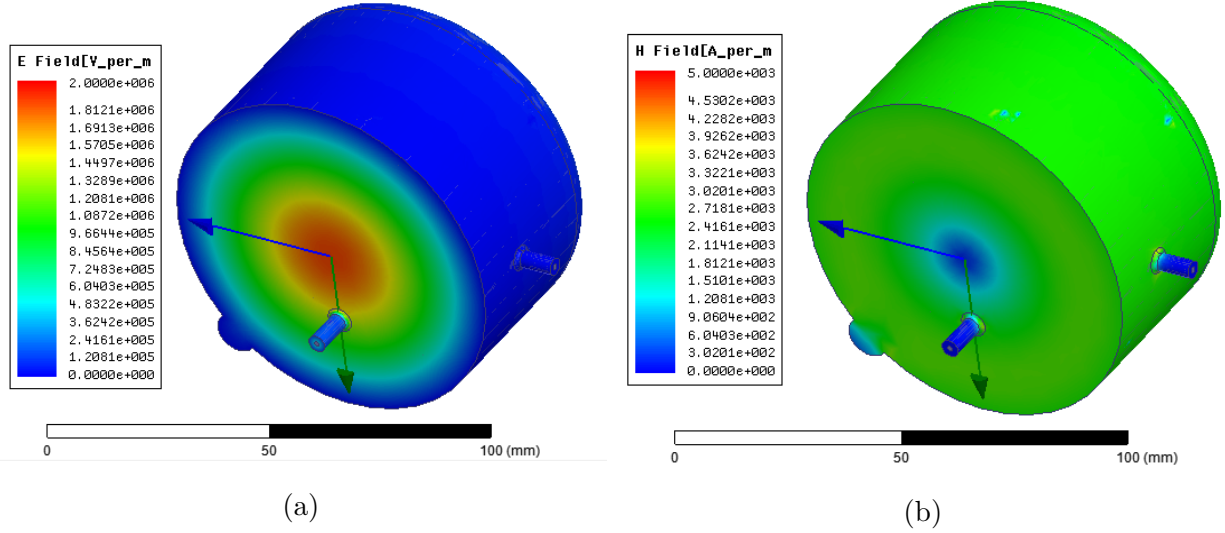 E Field[V_per_m
2.0000e+006
1.8121e+006
1.6913e+006
1.5705e+006
1.4497e+006
1.3289e+006
1.2081e+006
1.0872e+006
9.6644e+005
8.4564e+005
7.2483e+005
6.0403e+005
4.8322e+005
3.6242e+005
2.4161e+005
1.2081e+005
0.0000e+000
0 50 100 (mm)
(a)
H Field[A_per_m
5.0000e+003
4.5302e+003
4.2282e+003
3.9262e+003
3.6242e+003
3.3221e+003
3.0201e+003
2.7181e+003
2.4161e+003
2.1141e+003
1.8121e+003
1.5101e+003
1.2081e+003
9.0604e+002
6.0403e+002
3.0201e+002
0.0000e+000
0 50 100 (mm)
(b)